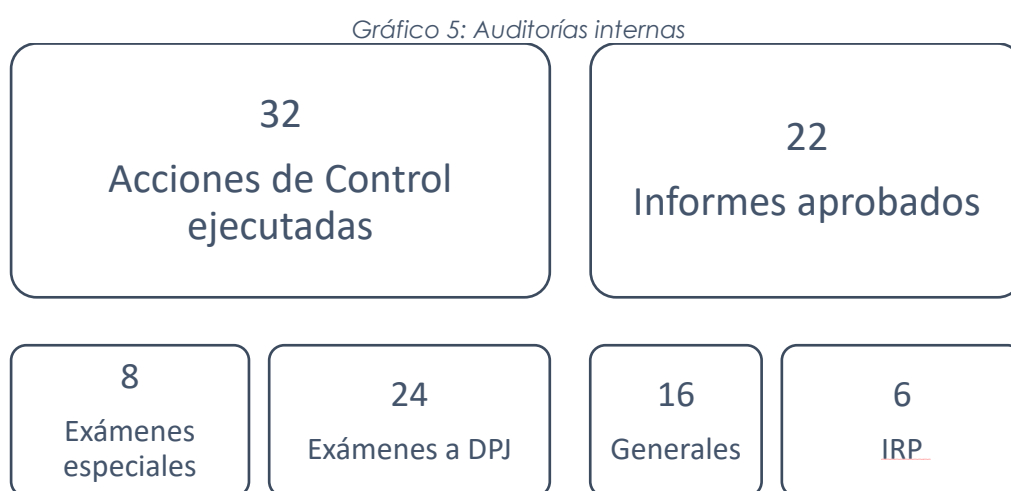 Gráfico 5: Auditorías internas
32
Acciones de Control
ejecutadas
22
Informes aprobados
8
Exámenes
especiales
24
Exámenes a DPJ
16
Generales
6
IRP